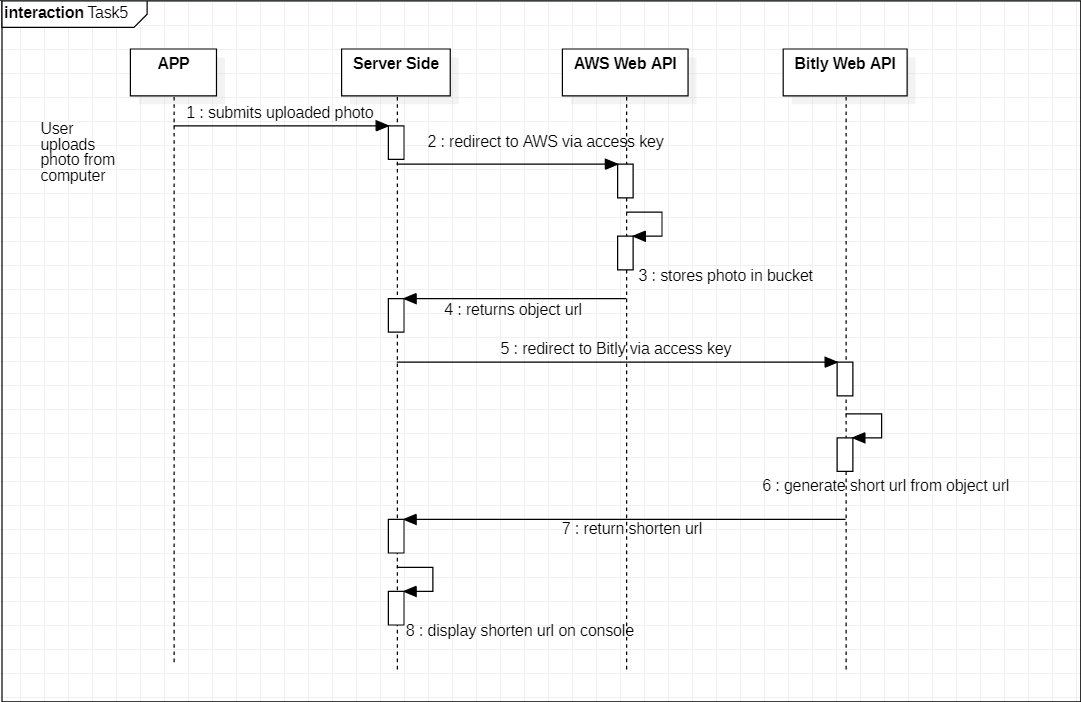 interaction Task5
APP
Server Side
AWS Web API
Bitly Web API
1 : submits uploaded photo
User
uploads
photo from
computer
2 : redirect to AWS via access key
3 : stores photo in bucket
4 : returns object url
5 : redirect to Bitly via access key
6 : generate short url from object url
7 : return shorten url
8 : display shorten url on console